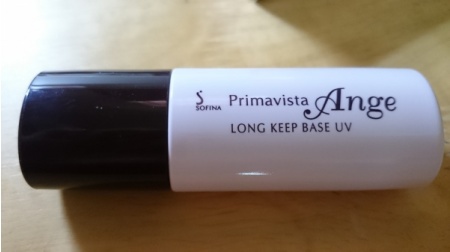 SOFINA Primavista Ange
LONG KEEP BASE UV